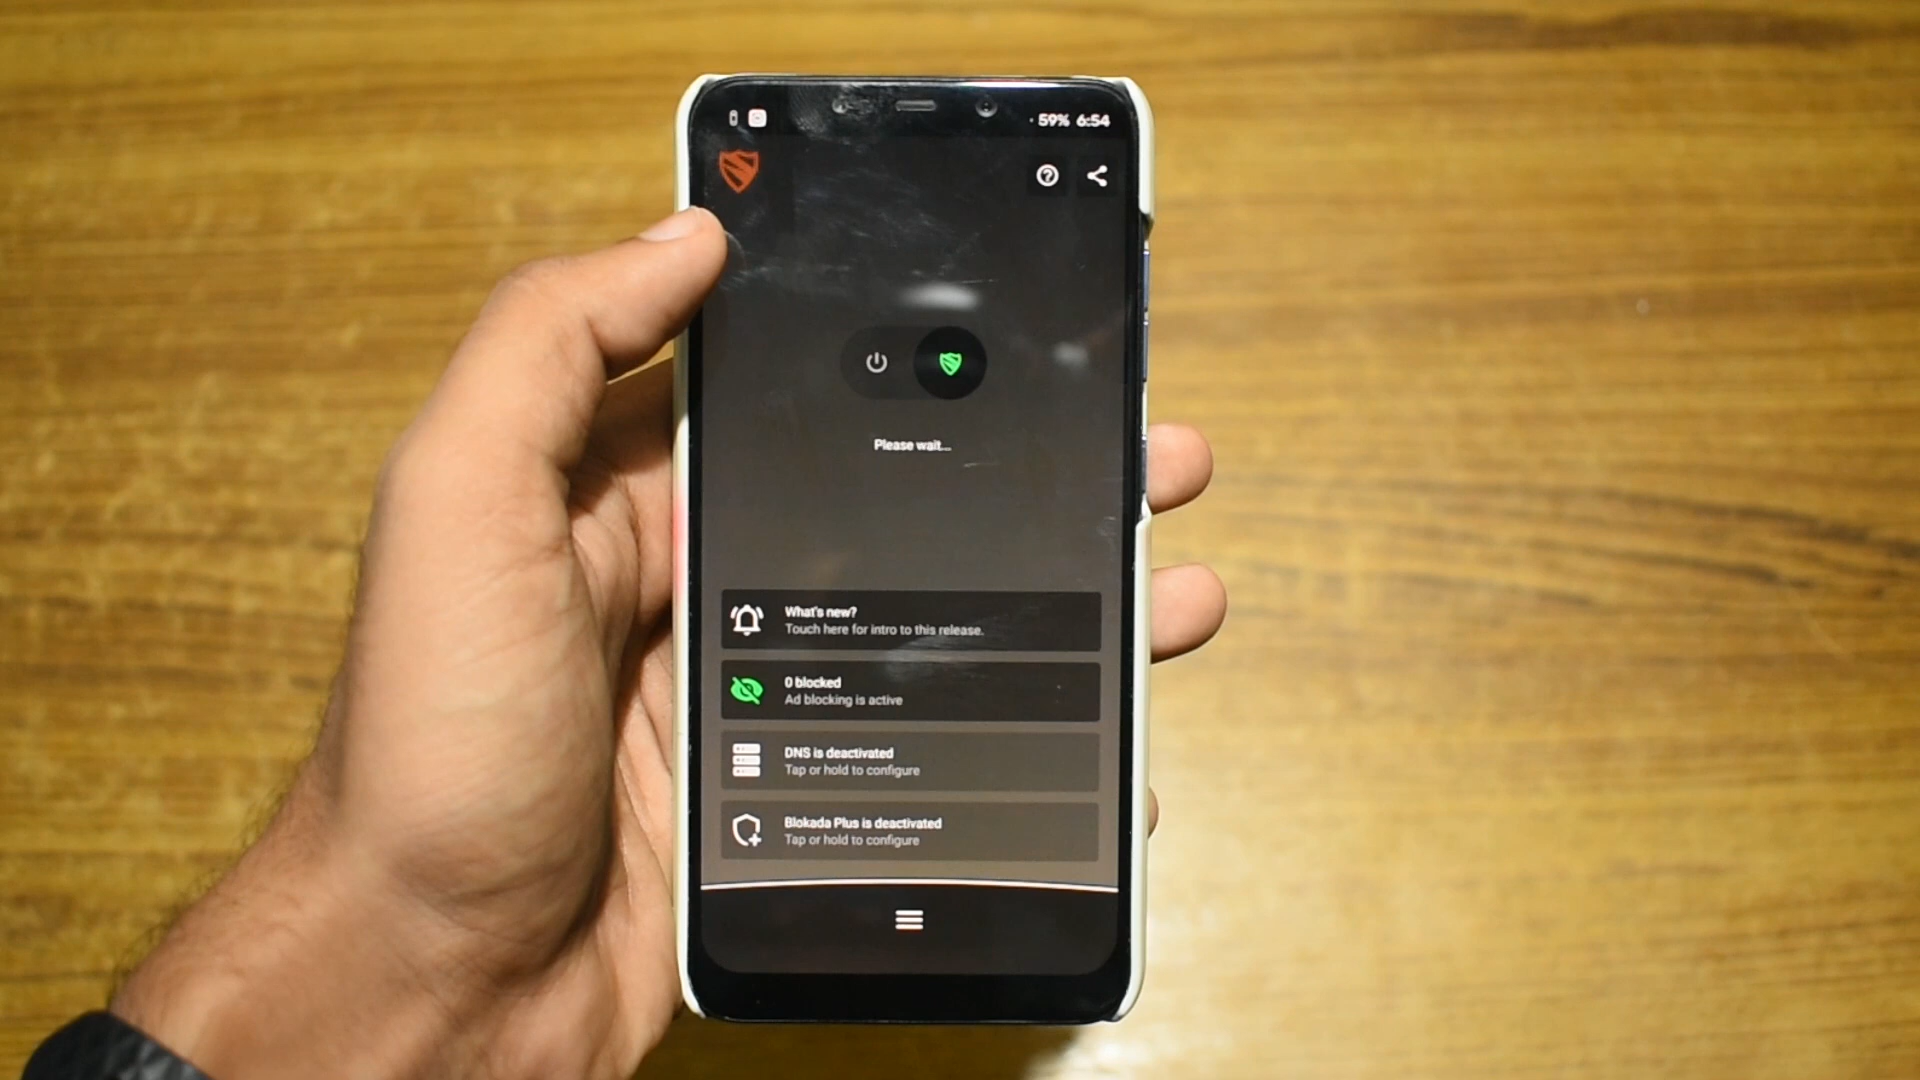 59% 6:54
Please wait...
What's new?
Touch here for intro to this release.
0 blocked
Ad blocking is active
DNS is deactivated
Tap or hold to configure
Blokada Plus is deactivated
Tap or hold to configure